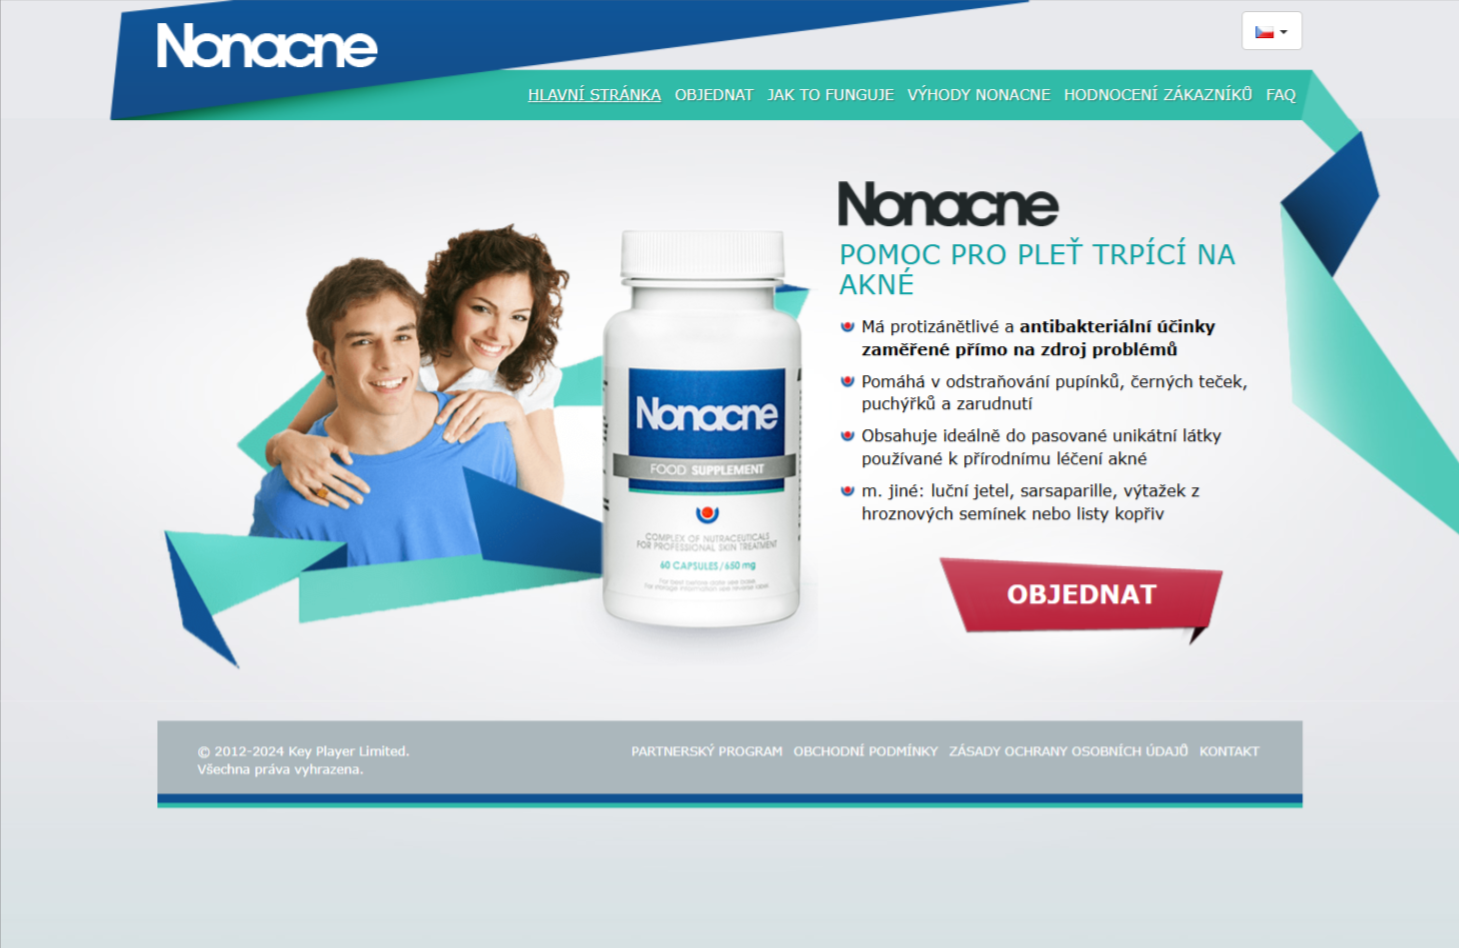 Nonacne
HLAVNÍ STRÁNKA OBJEDNAT JAK TO FUNGUJE VÝHODY NONACNE HODNOCENÍ ZÁKAZNÍKŮ FAQ
Nonacne
POMOC PRO PLEŤ TRPÍCÍ NA
AKNÉ
Má protizánětlivé a antibakteriální účinky
zaměřené přímo na zdroj problémů
Pomáhá v odstraňování pupínků, černých teček,
puchýřků a zarudnutí
Obsahuje ideálně do pasované unikátní látky
používané k přírodnímu léčení akné
m. jiné: luční jetel, sarsaparille, výtažek z
hroznových semínek nebo listy kopřiv
OBJEDNAT
Nonacne
FOOD SUPPLEMENT
COMPLEX OF NUTRACEUTICALS
FOR PROFESSIONAL SKIN TREATMENT
60 CAPSULES/650 mg
© 2012-2024 Key Player Limited.
Všechna práva vyhrazena.
PARTNERSKÝ PROGRAM OBCHODNÍ PODMÍNKY ZÁSADY OCHRANY OSOBNÍCH ÚDAJŮ KONTAKT